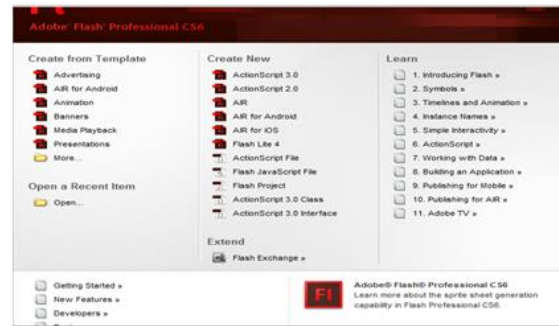 Fl
Adobe® Flash® Professional CS6
Create from Template
Advertising
AIR for Android
Animation
Banners
Media Playback
Presentations
More...
Open a Recent Item
Open...
Create New
ActionScript 3.0
ActionScript 2.0
AIR
AIR for Android
AIR for iOS
Flash Lite 4
ActionScript File
Flash JavaScript File
Flash Project
ActionScript 3.0 Class
ActionScript 3.0 Interface
Extend
Flash Exchange »
Learn
1. Introducing Flash »
2. Symbols »
3. Timelines and Animation »
4. Instance Names »
5. Simple Interactivity »
6. ActionScript »
7. Working with Data »
8. Building an Application »
9. Publishing for Mobile »
10. Publishing for AIR »
11. Adobe TV »
Getting Started »
New Features »
Developers »
Fl
Adobe® Flash® Professional CS6
Learn more about the sprite sheet generation
capability in Flash Professional CS6.